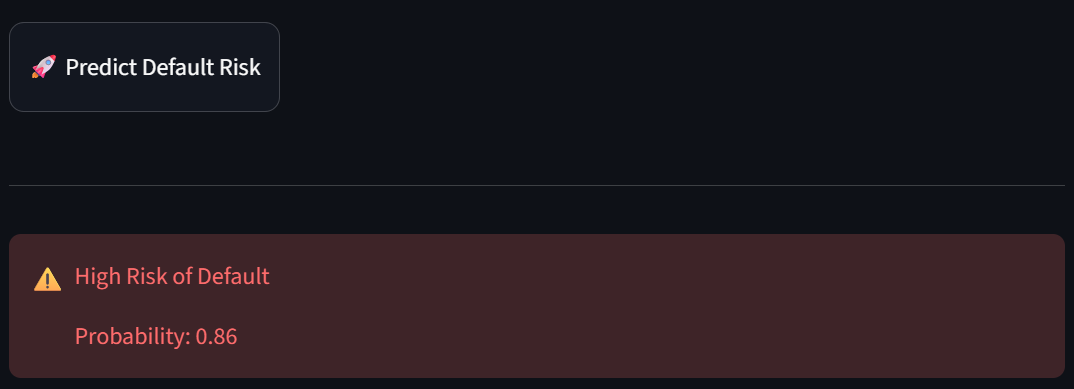 🚀 Predict Default Risk
⚠️ High Risk of Default
Probability: 0.86